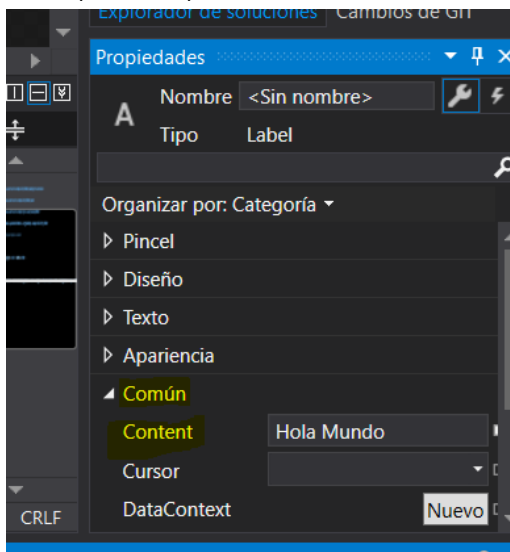 Explorador de soluciones Cambios de GIT
Propiedades
Nombre <Sin nombre>
A
Tipo Label
Organizar por: Categoría
Pincel
Diseño
Texto
Apariencia
Común
Content Hola Mundo
Cursor
DataContext Nuevo
CRLF